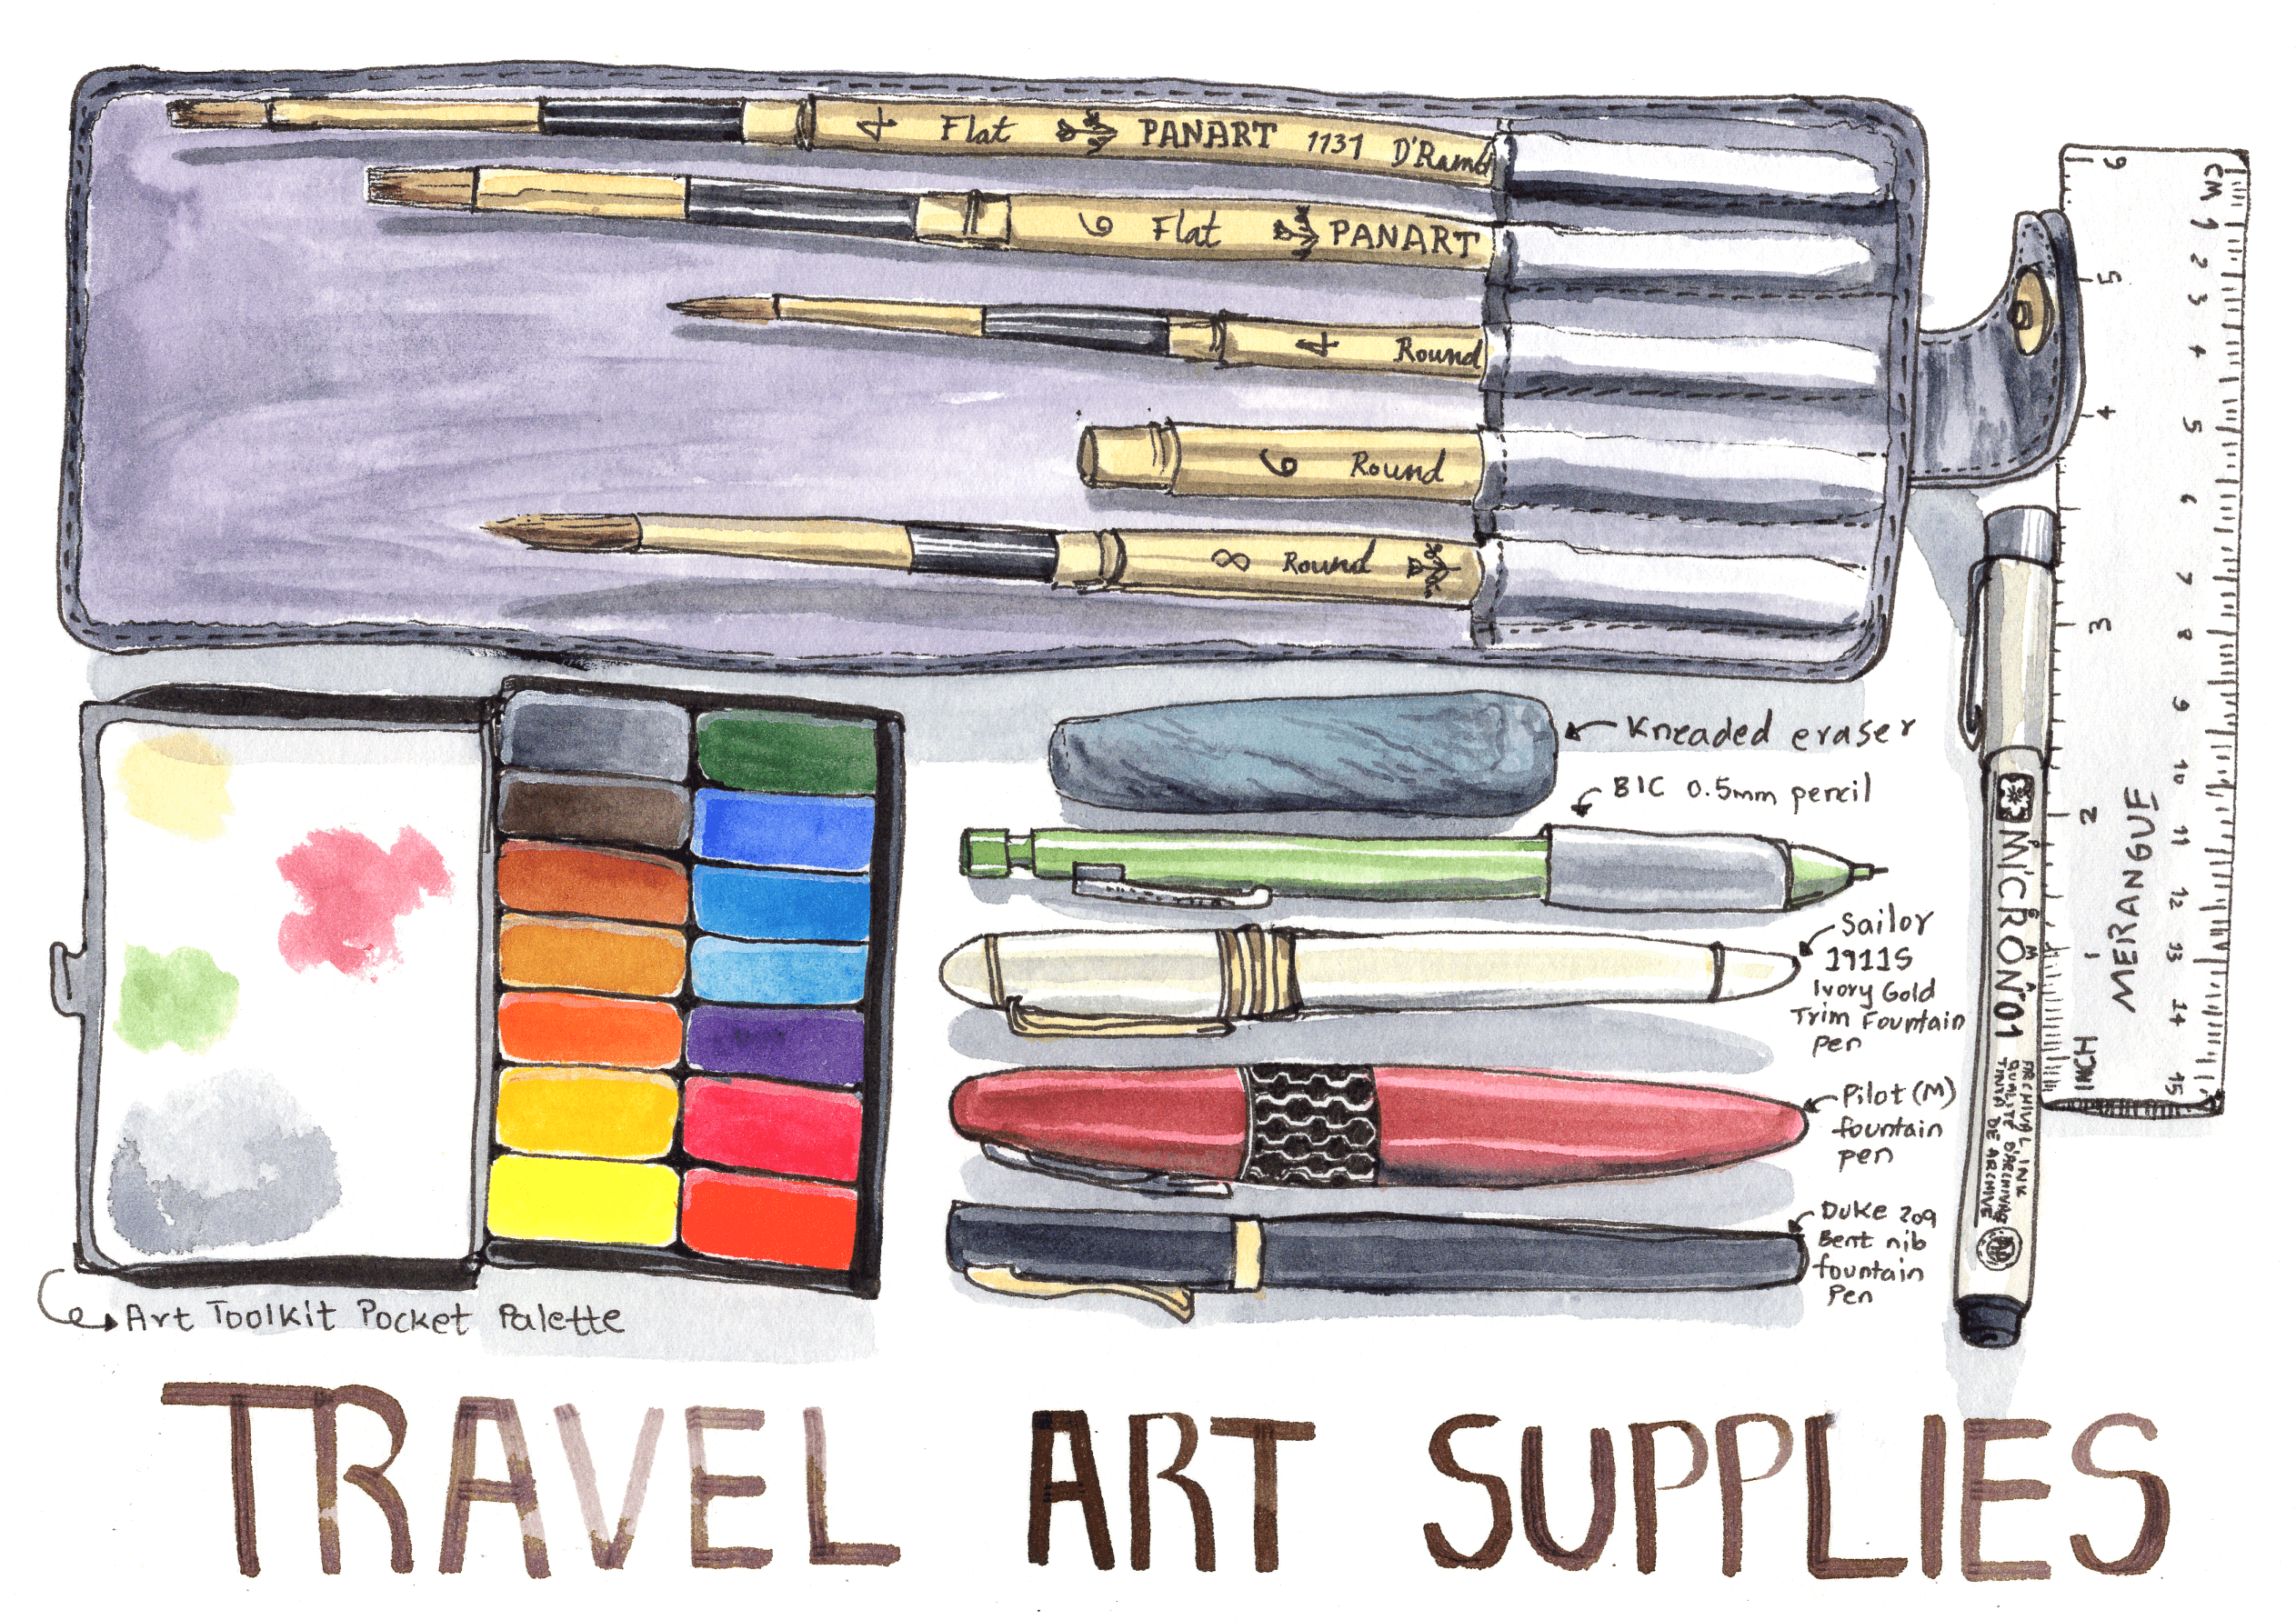 4 Flat PANART 1131 D'Ramb
6 Flat PANART
4 Round
6 Round
8 Round
Kneaded eraser
BIC 0.5mm pencil
Sailor
1911S
Ivory Gold
Trim Fountain
Pen
Pilot (M)
fountain
pen
Duke 209
Bent nib
fountain
Pen
MICRON 01
PIGMA
ARCHIVAL INK
TINTA DE ARCHIVE
CM 1 2 3 4 5 6 7 8 9 10 11 12 13 14 15
6 5 4 3 2 1 INCH
MERANGUE
Art Toolkit Pocket Palette
TRAVEL ART SUPPLIES